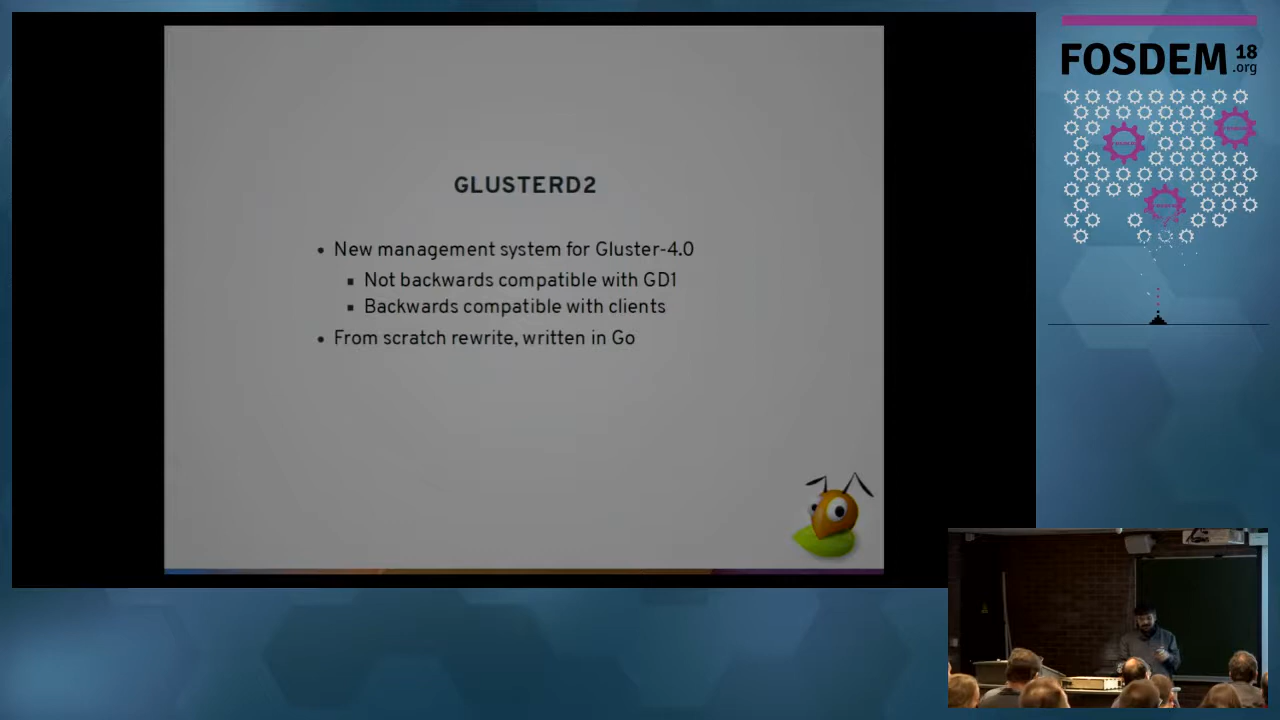 GLUSTERD2
New management system for Gluster-4.0
Not backwards compatible with GD1
Backwards compatible with clients
From scratch rewrite, written in Go
FOSDEM 18
.org